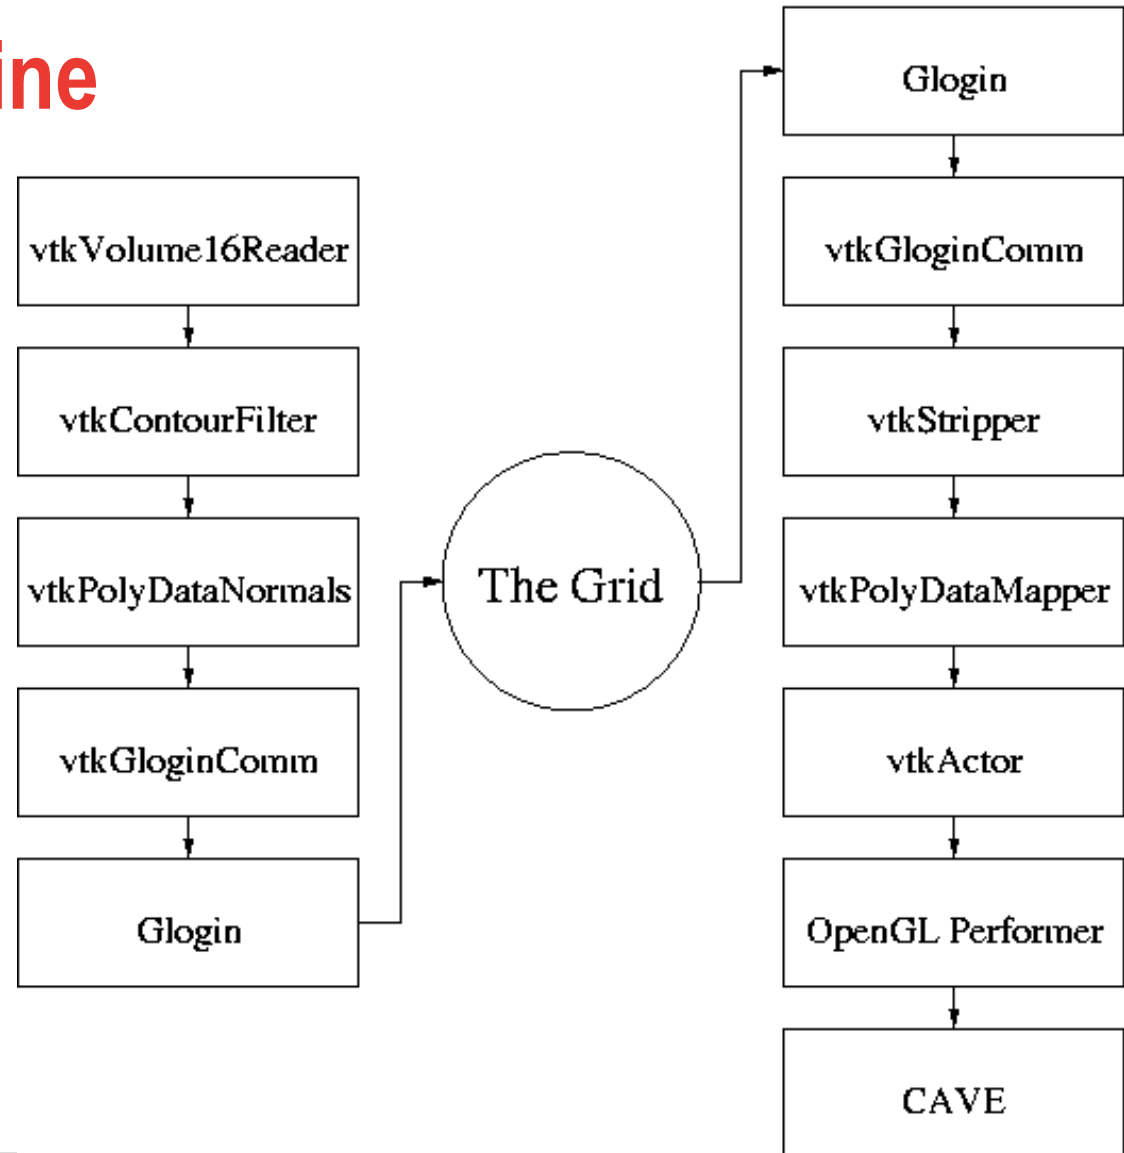 ine
vtkVolume16Reader
vtkContourFilter
vtkPolyDataNormals
vtkGloginComm
Glogin
The Grid
Glogin
vtkGloginComm
vtkStripper
vtkPolyDataMapper
vtkActor
OpenGL Performer
CAVE